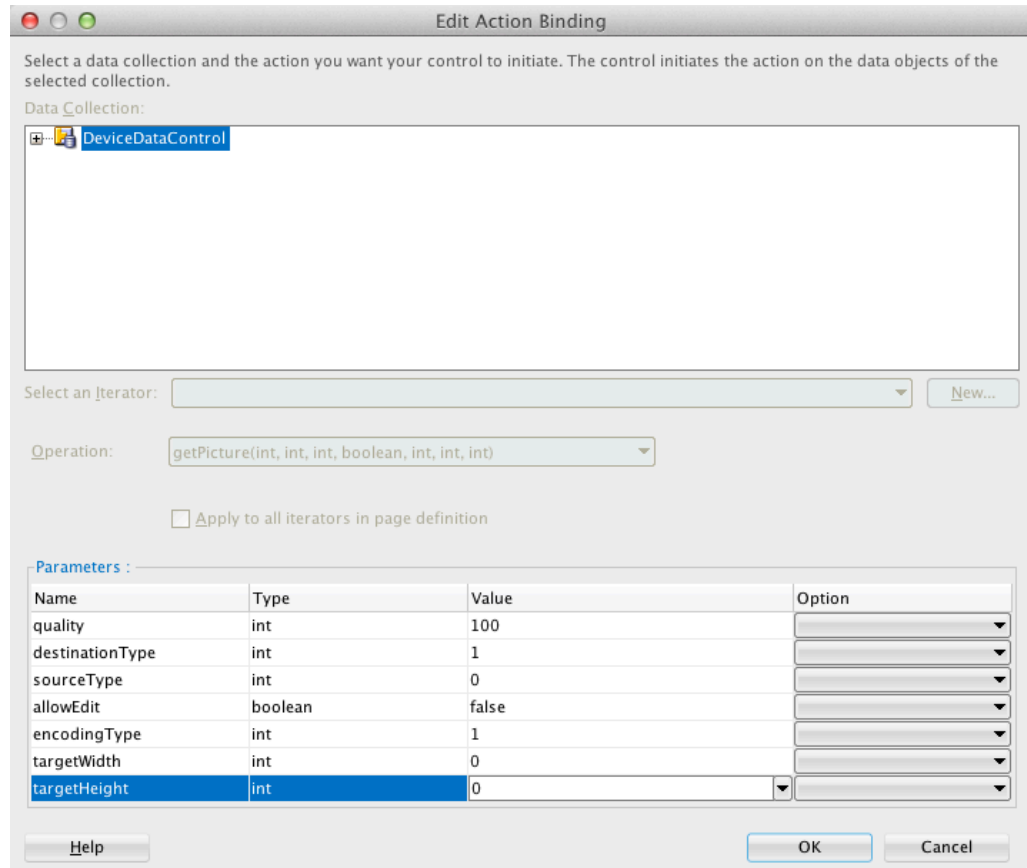 Edit Action Binding
Select a data collection and the action you want your control to initiate. The control initiates the action on the data objects of the
selected collection.
Data Collection:
DeviceDataControl
Select an Iterator: New...
Operation: getPicture(int, int, int, boolean, int, int, int)
Apply to all iterators in page definition
Parameters :
Name Type Value Option
quality int 100
destinationType int 1
sourceType int 0
allowEdit boolean false
encodingType int 1
targetWidth int 0
targetHeight int 0
Help OK Cancel